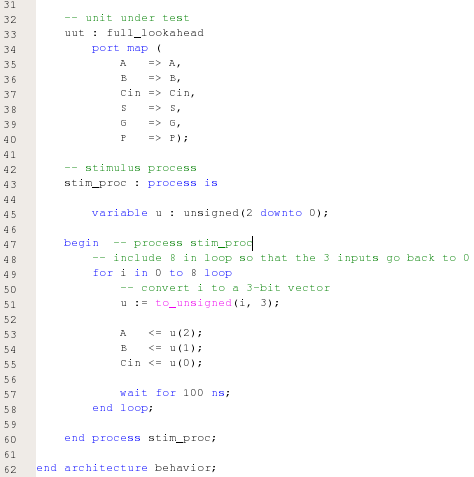 31
32 -- unit under test
33 uut : full_lookahead
34 port map (
35 A => A,
36 B => B,
37 Cin => Cin,
38 S => S,
39 G => G,
40 P => P);
41
42 -- stimulus process
43 stim_proc : process is
44
45 variable u : unsigned(2 downto 0);
46
47 begin -- process stim_proc
48 -- include 8 in loop so that the 3 inputs go back to 0
49 for i in 0 to 8 loop
50 -- convert i to a 3-bit vector
51 u := to_unsigned(i, 3);
52
53 A <= u(2);
54 B <= u(1);
55 Cin <= u(0);
56
57 wait for 100 ns;
58 end loop;
59
60 end process stim_proc;
61
62 end architecture behavior;